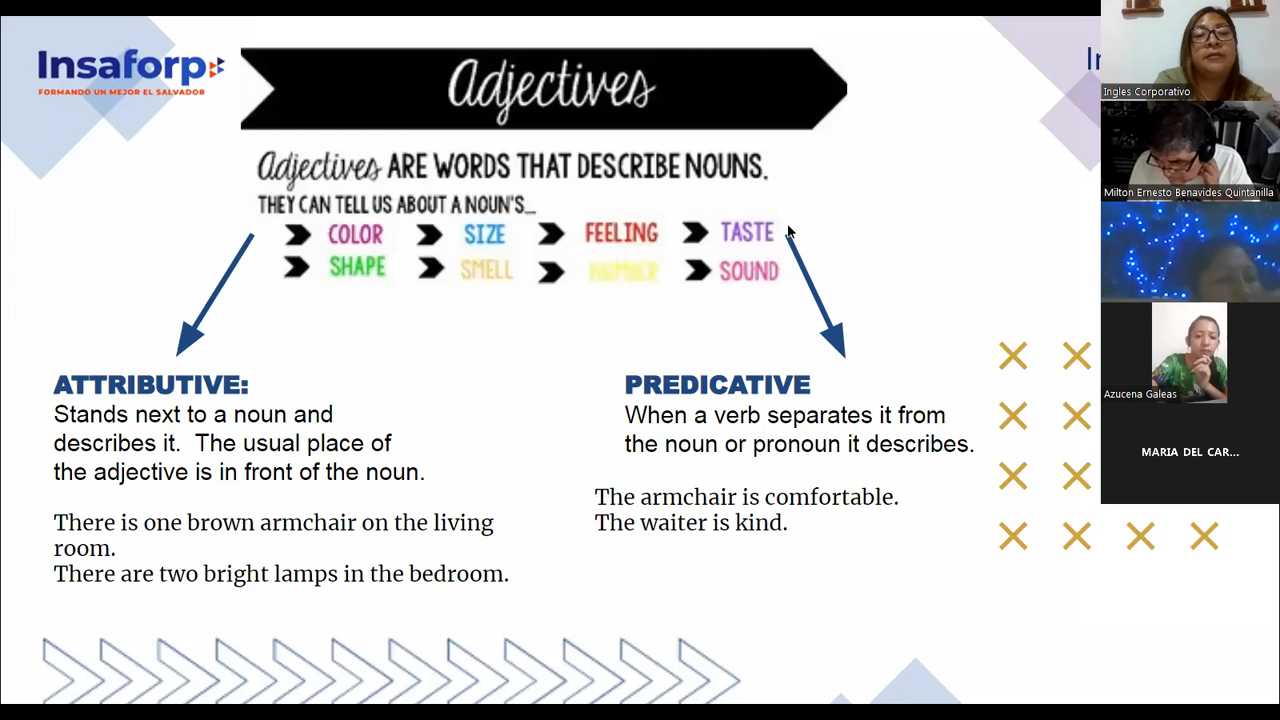 Insaforp
FORMANDO UN MEJOR EL SALVADOR
Adjectives
Adjectives ARE WORDS THAT DESCRIBE NOUNS.
THEY CAN TELL US ABOUT A NOUN'S...
COLOR SIZE FEELING TASTE
SHAPE SMELL NUMBER SOUND
ATTRIBUTIVE:
Stands next to a noun and
describes it. The usual place of
the adjective is in front of the noun.
There is one brown armchair on the living
room.
There are two bright lamps in the bedroom.
PREDICATIVE
When a verb separates it from
the noun or pronoun it describes.
The armchair is comfortable.
The waiter is kind.
Ingles Corporativo
Milton Ernesto Benavides Quintanilla
Azucena Galeas
MARIA DEL CAR...